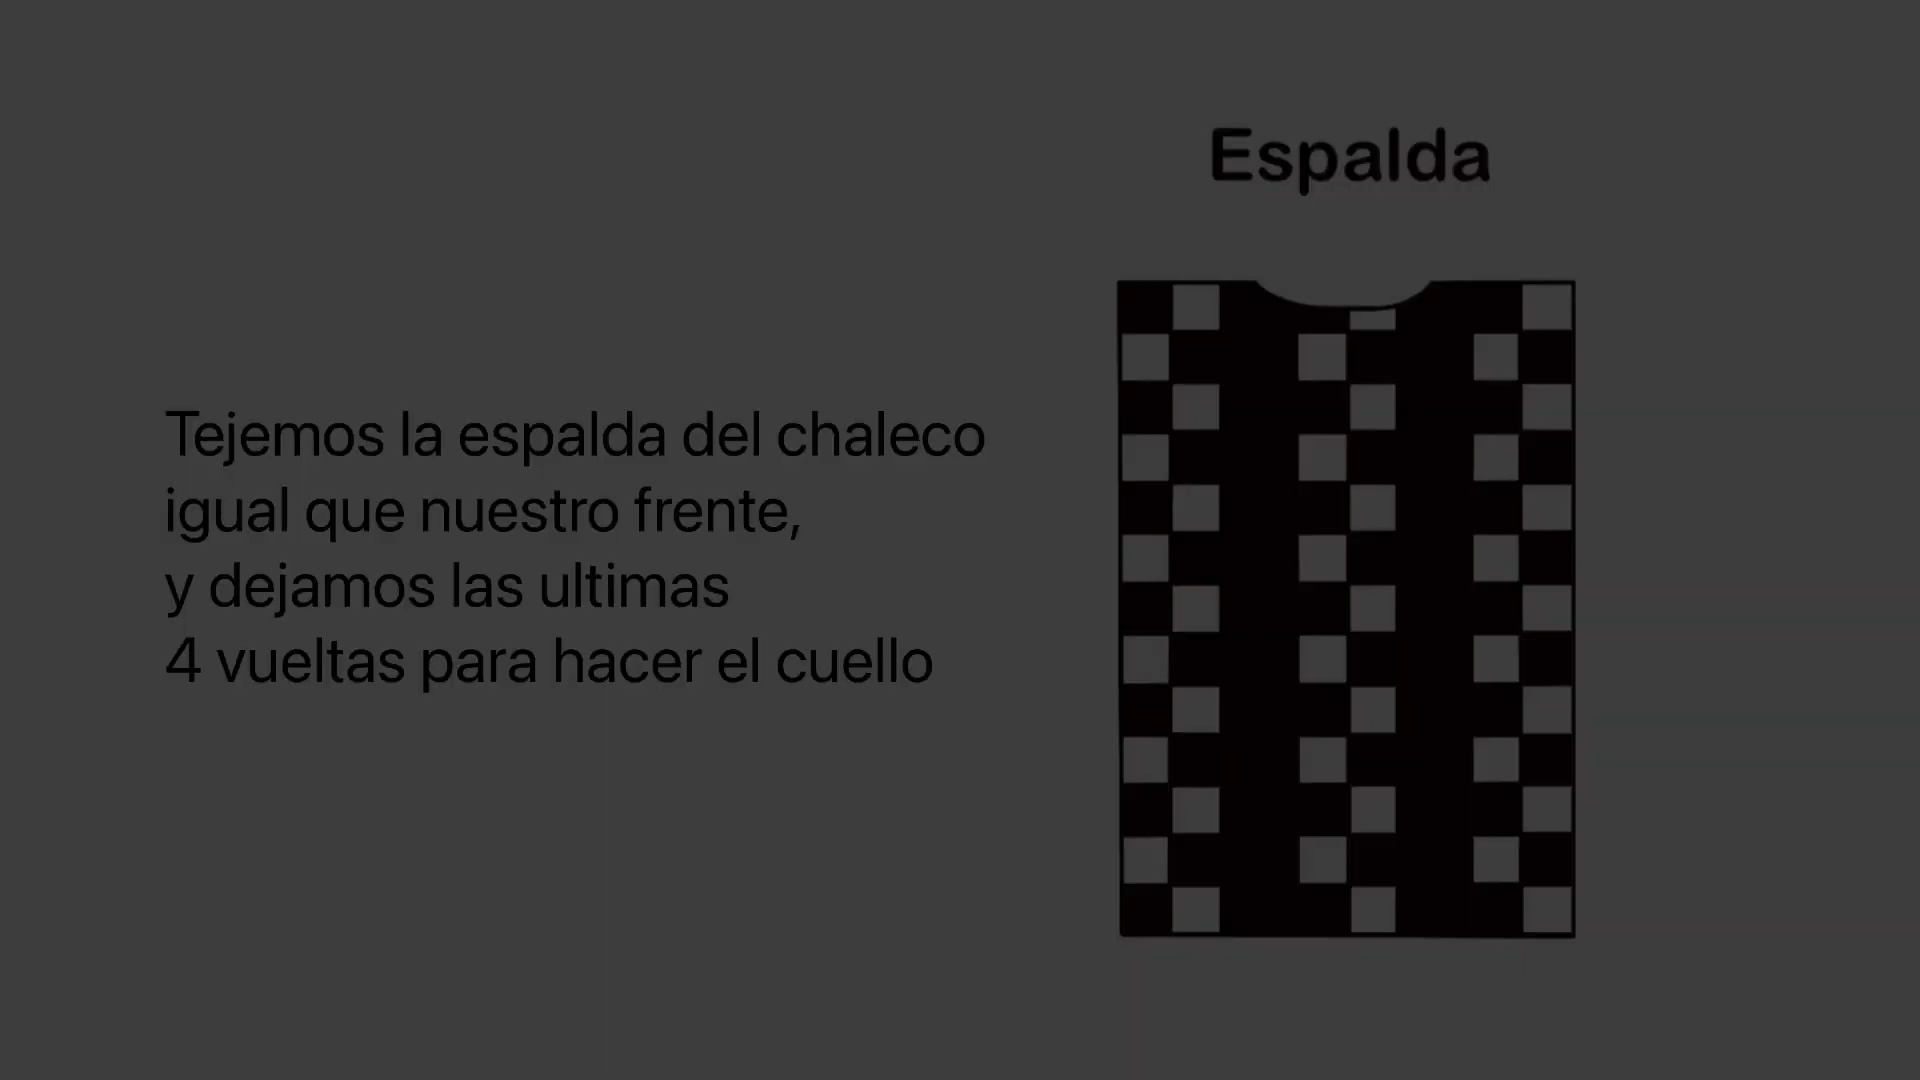 Espalda
Tejemos la espalda del chaleco
igual que nuestro frente,
y dejamos las ultimas
4 vueltas para hacer el cuello